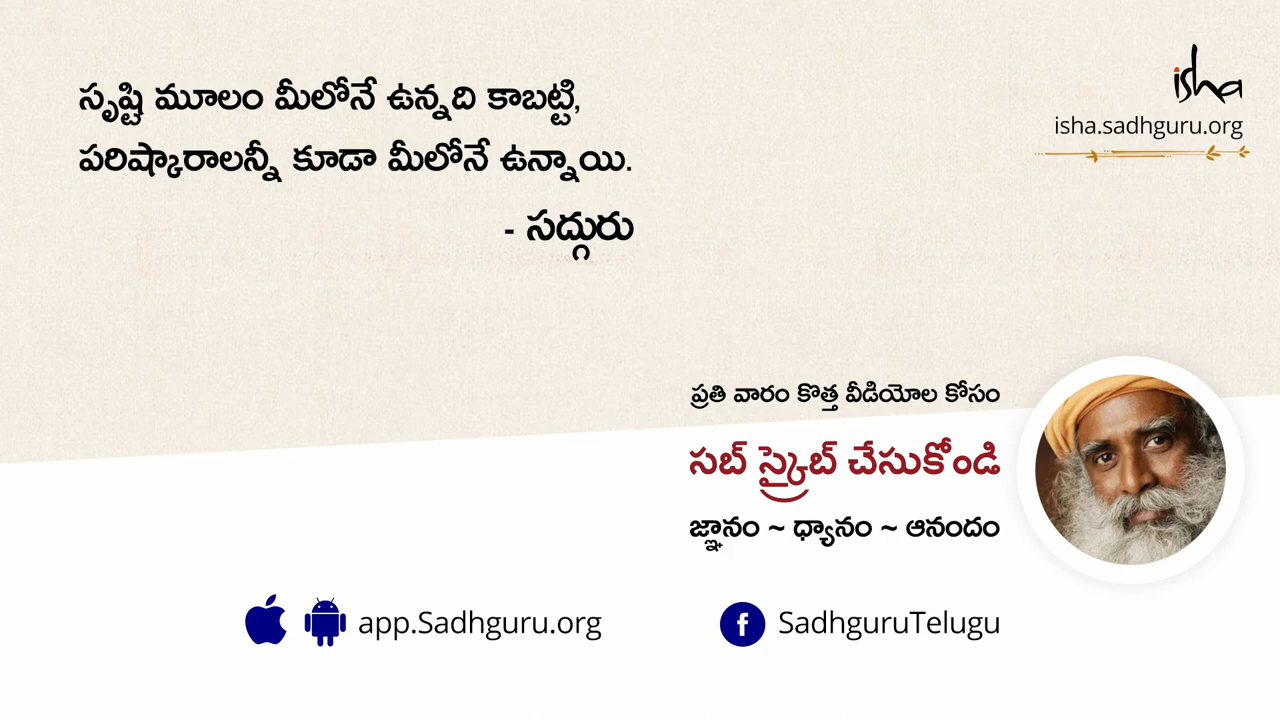 సృష్టి మూలం మీలోనే ఉన్నది కాబట్టి,
పరిష్కారాలన్నీ కూడా మీలోనే ఉన్నాయి.
- సద్గురు
isha
isha.sadhguru.org
ప్రతి వారం కొత్త వీడియోల కోసం
సబ్ స్క్రైబ్ చేసుకోండి
జ్ఞానం ~ ధ్యానం ~ ఆనందం
app.Sadhguru.org
f SadhguruTelugu